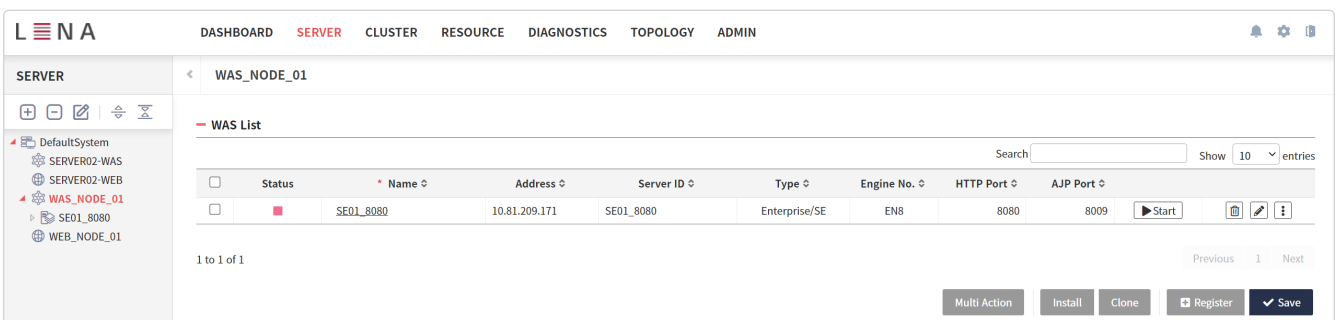 LENA
DASHBOARD SERVER CLUSTER RESOURCE DIAGNOSTICS TOPOLOGY ADMIN
SERVER
WAS_NODE_01
DefaultSystem
SERVER02-WAS
SERVER02-WEB
WAS_NODE_01
SE01_8080
WEB_NODE_01
WAS List
Search Show 10 entries
Status * Name Address Server ID Type Engine No. HTTP Port AJP Port
SE01_8080 10.81.209.171 SE01_8080 Enterprise/SE EN8 8080 8009 Start
1 to 1 of 1 Previous 1 Next
Multi Action Install Clone Register Save